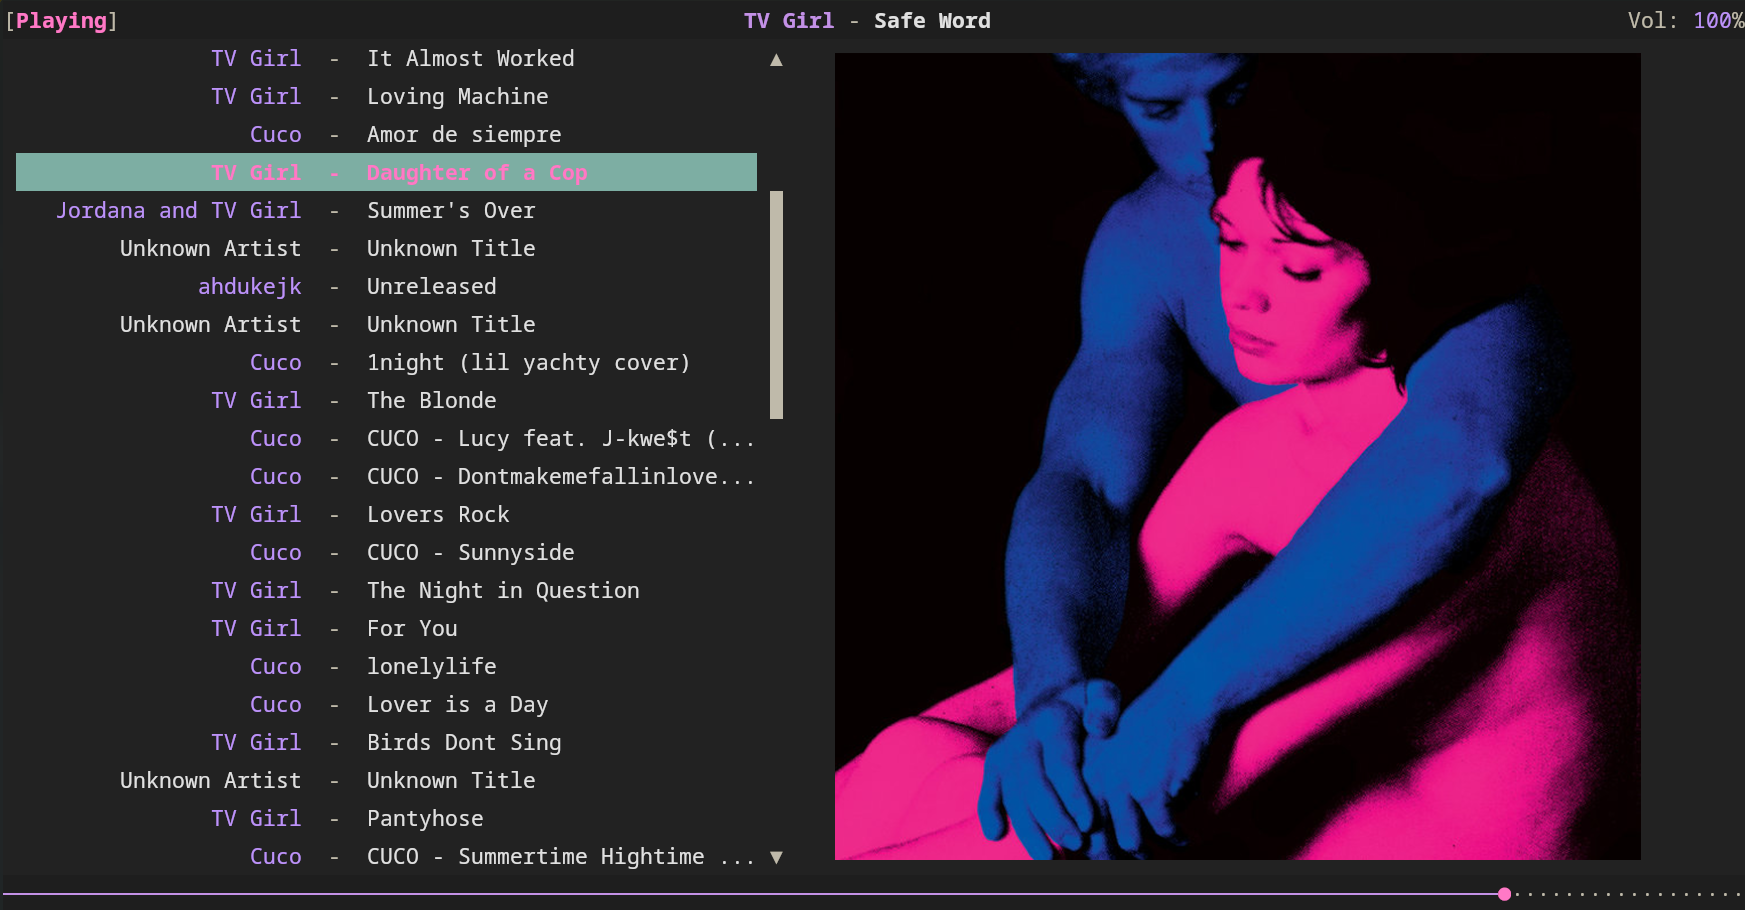 [Playing] TV Girl - Safe Word Vol: 100%
TV Girl - It Almost Worked
TV Girl - Loving Machine
Cuco - Amor de siempre
TV Girl - Daughter of a Cop
Jordana and TV Girl - Summer's Over
Unknown Artist - Unknown Title
ahdukejk - Unreleased
Unknown Artist - Unknown Title
Cuco - 1night (lil yachty cover)
TV Girl - The Blonde
Cuco - CUCO - Lucy feat. J-kwe$t (...
Cuco - CUCO - Dontmakemefallinlove...
TV Girl - Lovers Rock
Cuco - CUCO - Sunnyside
TV Girl - The Night in Question
TV Girl - For You
Cuco - lonelylife
Cuco - Lover is a Day
TV Girl - Birds Dont Sing
Unknown Artist - Unknown Title
TV Girl - Pantyhose
Cuco - CUCO - Summertime Hightime ...